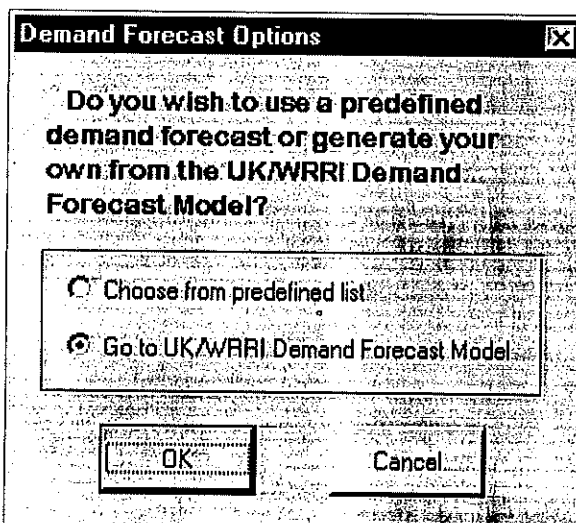 Demand Forecast Options
Do you wish to use a predefined
demand forecast or generate your
own from the UK/WRRI Demand
Forecast Model?
Choose from predefined list
Go to UK/WRRI Demand Forecast Model
OK
Cancel